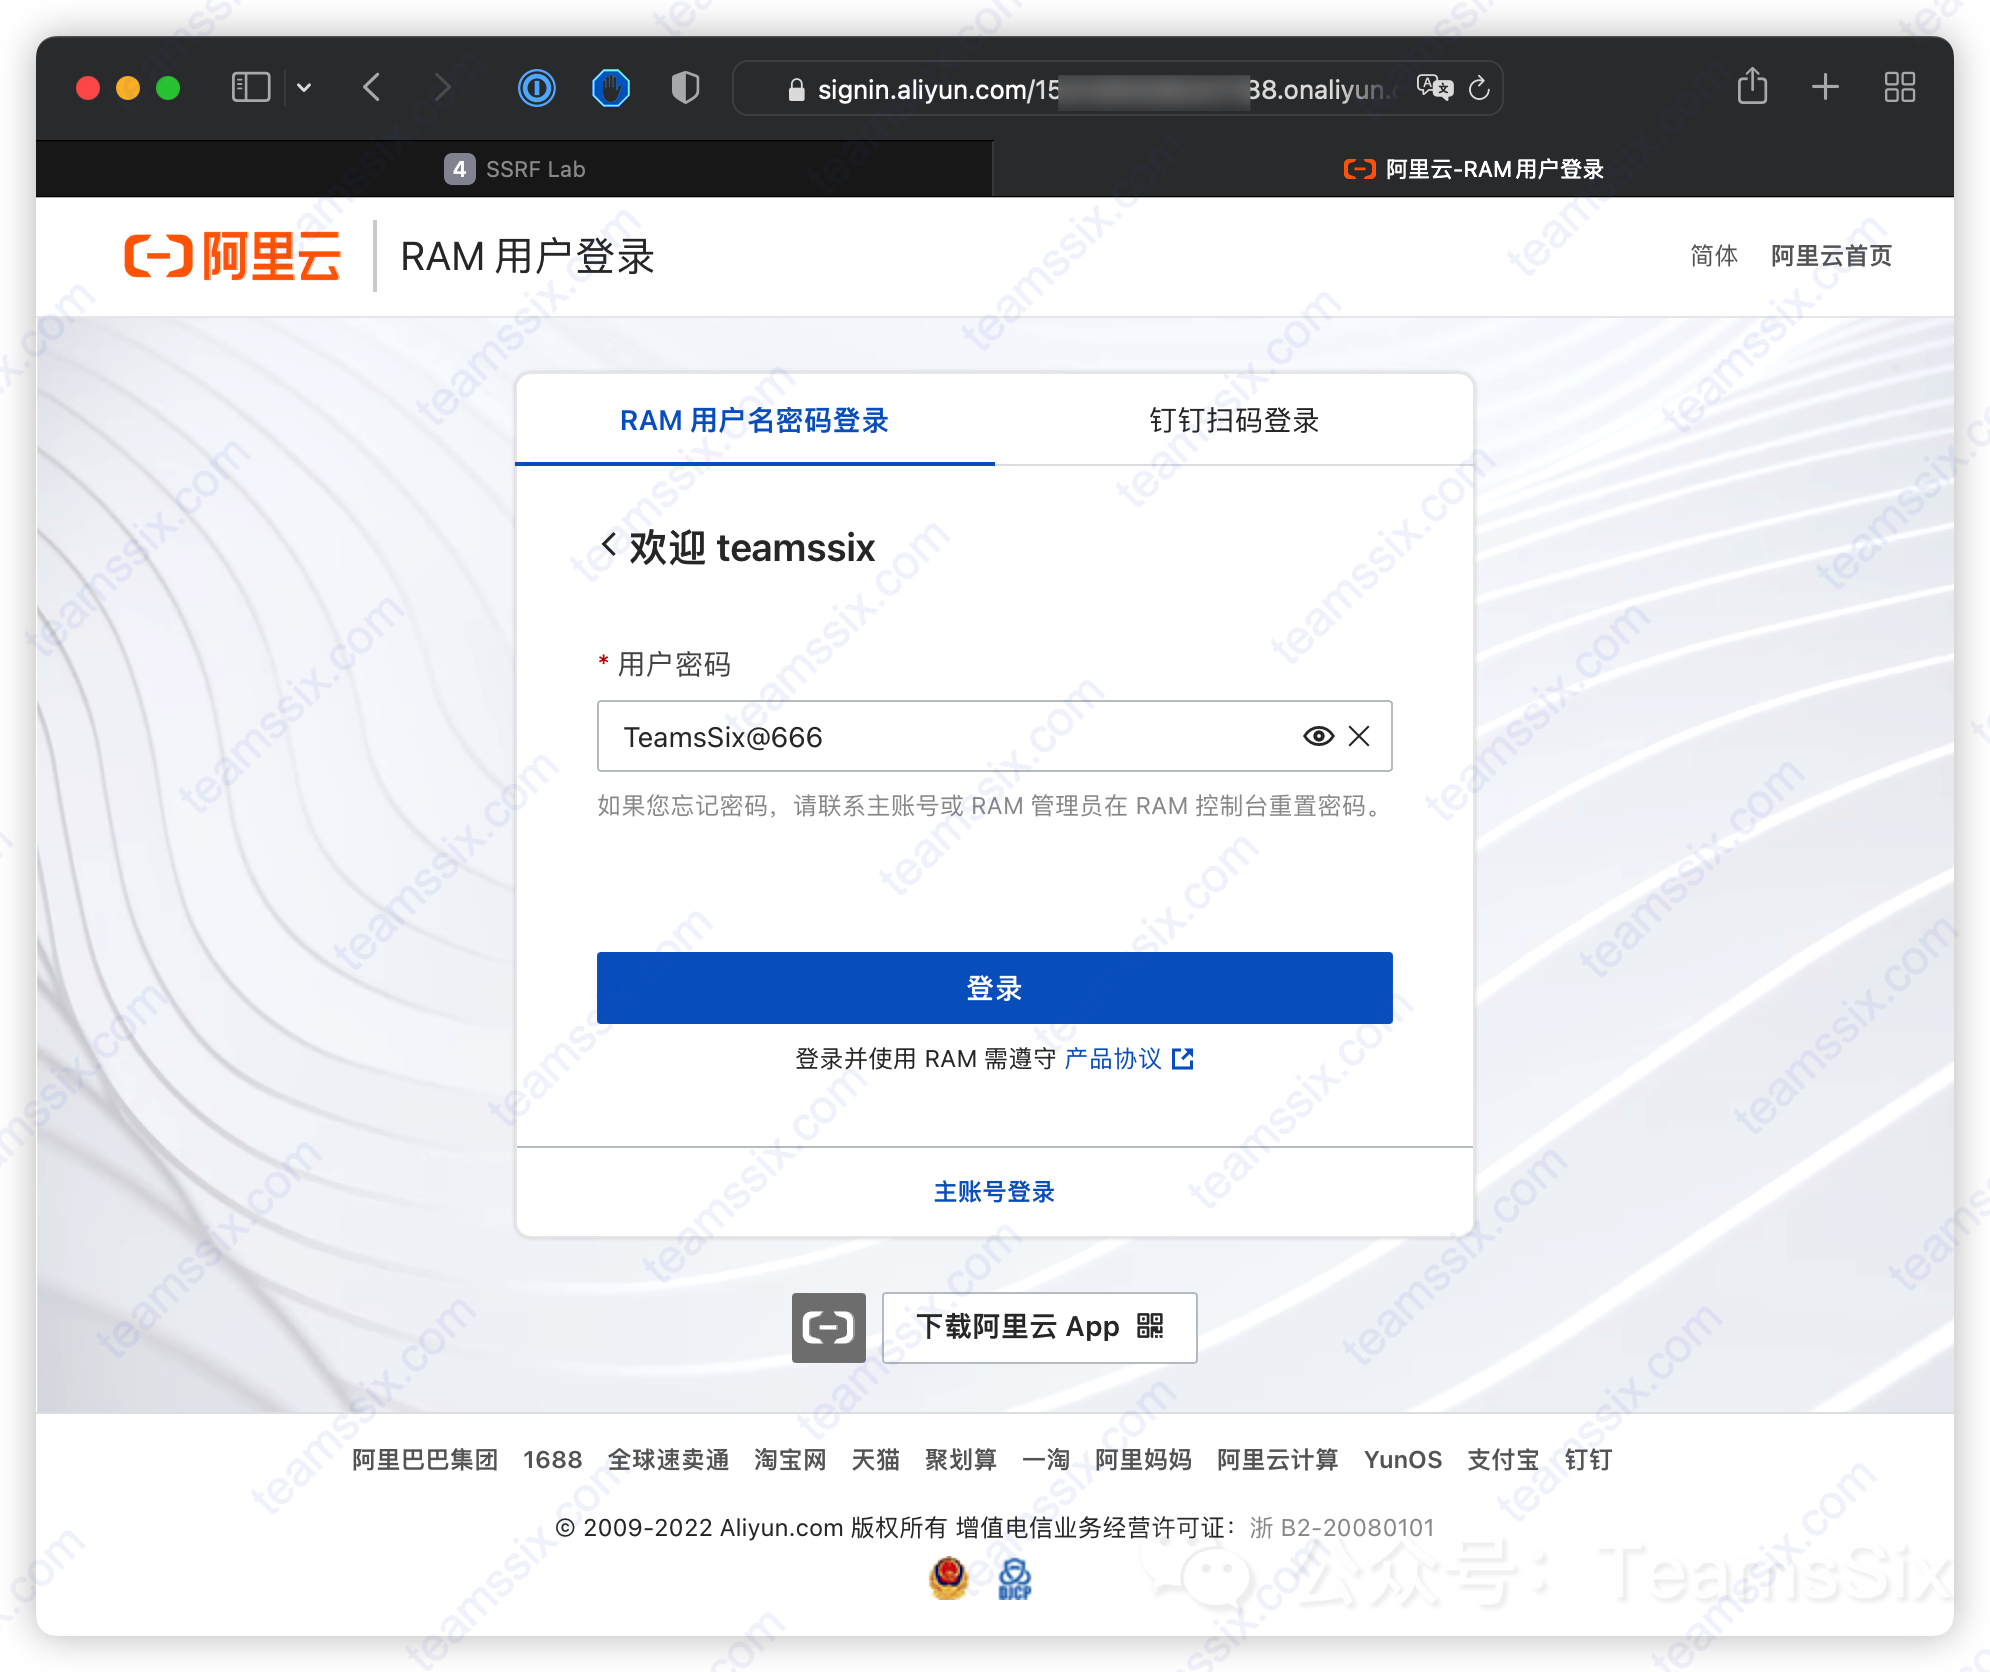 signin.aliyun.com/15 88.onaliyun.
4 SSRF Lab
阿里云-RAM 用户登录
阿里云 RAM 用户登录
简体 阿里云首页
RAM 用户名密码登录 钉钉扫码登录
欢迎 teamssix
* 用户密码
TeamsSix@666
如果您忘记密码，请联系主账号或 RAM 管理员在 RAM 控制台重置密码。
登录
登录并使用 RAM 需遵守 产品协议
主账号登录
下载阿里云 App
阿里巴巴集团 1688 全球速卖通 淘宝网 天猫 聚划算 一淘 阿里妈妈 阿里云计算 YunOS 支付宝 钉钉
© 2009-2022 Aliyun.com 版权所有 增值电信业务经营许可证：浙 B2-20080101
DJCP
公众号：TeamsSix
teamssix.com